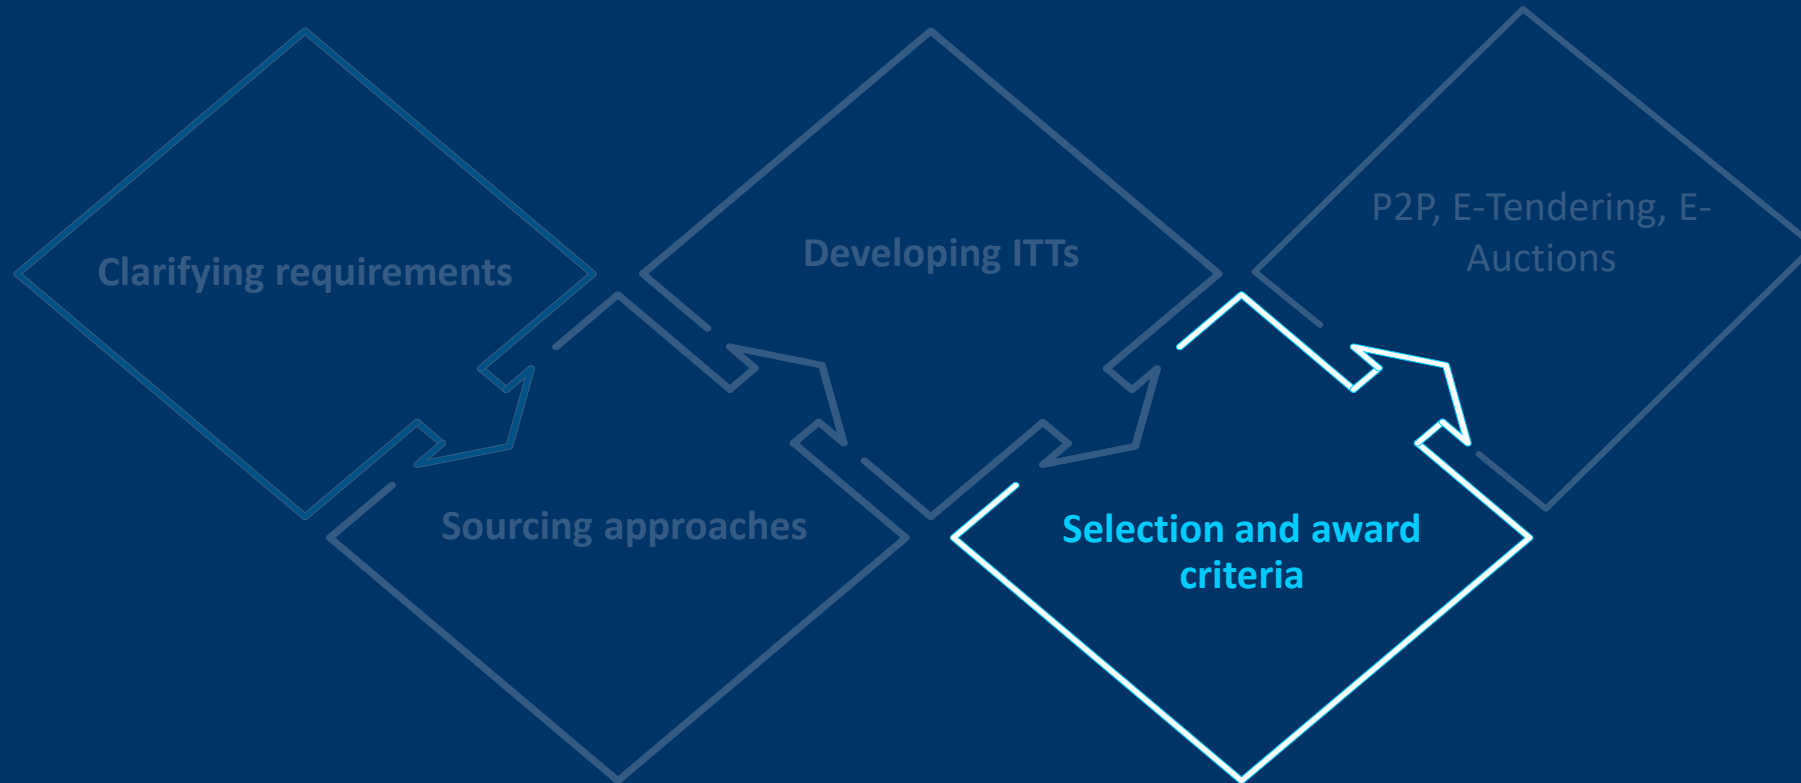 Clarifying requirements
Sourcing approaches
Developing ITTs
Selection and award
criteria
P2P, E-Tendering, E-
Auctions